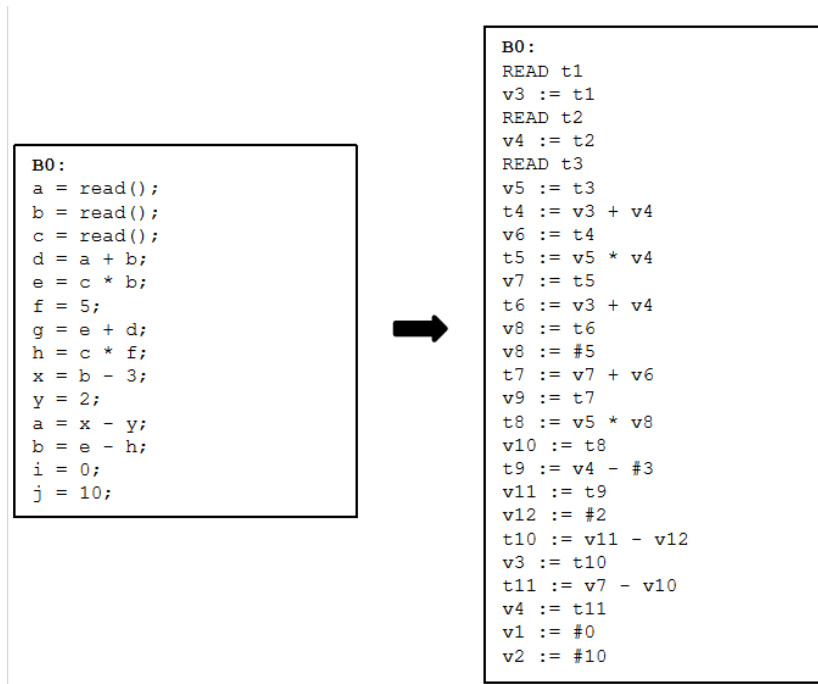 B0:
a = read();
b = read();
c = read();
d = a + b;
e = c * b;
f = 5;
g = e + d;
h = c * f;
x = b - 3;
y = 2;
a = x - y;
b = e - h;
i = 0;
j = 10;
B0:
READ t1
v3 := t1
READ t2
v4 := t2
READ t3
v5 := t3
t4 := v3 + v4
v6 := t4
t5 := v5 * v4
v7 := t5
t6 := v3 + v4
v8 := t6
v8 := #5
t7 := v7 + v6
v9 := t7
t8 := v5 * v8
v10 := t8
t9 := v4 - #3
v11 := t9
v12 := #2
t10 := v11 - v12
v3 := t10
t11 := v7 - v10
v4 := t11
v1 := #0
v2 := #10